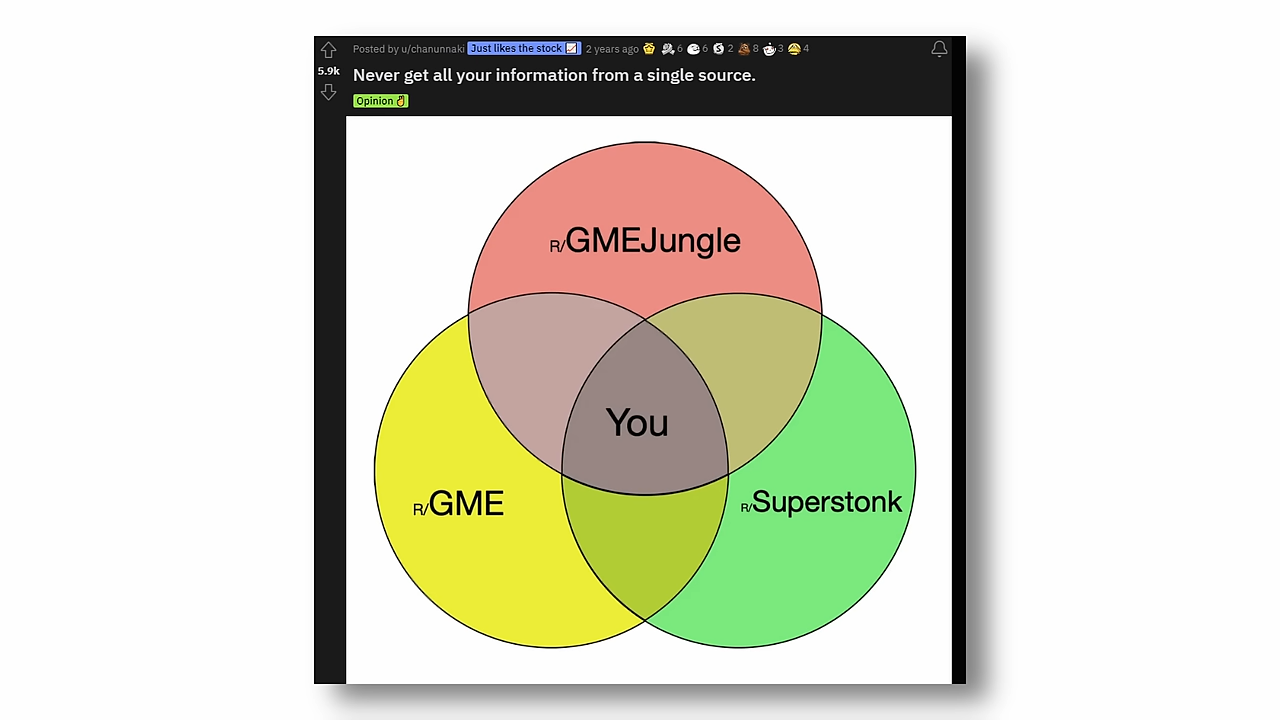 Posted by u/chanunnaki Just likes the stock 📈 2 years ago 6 6 2 8 3 4
5.9k
Never get all your information from a single source.
Opinion ✌
R/GMEJungle
You
R/GME
R/Superstonk